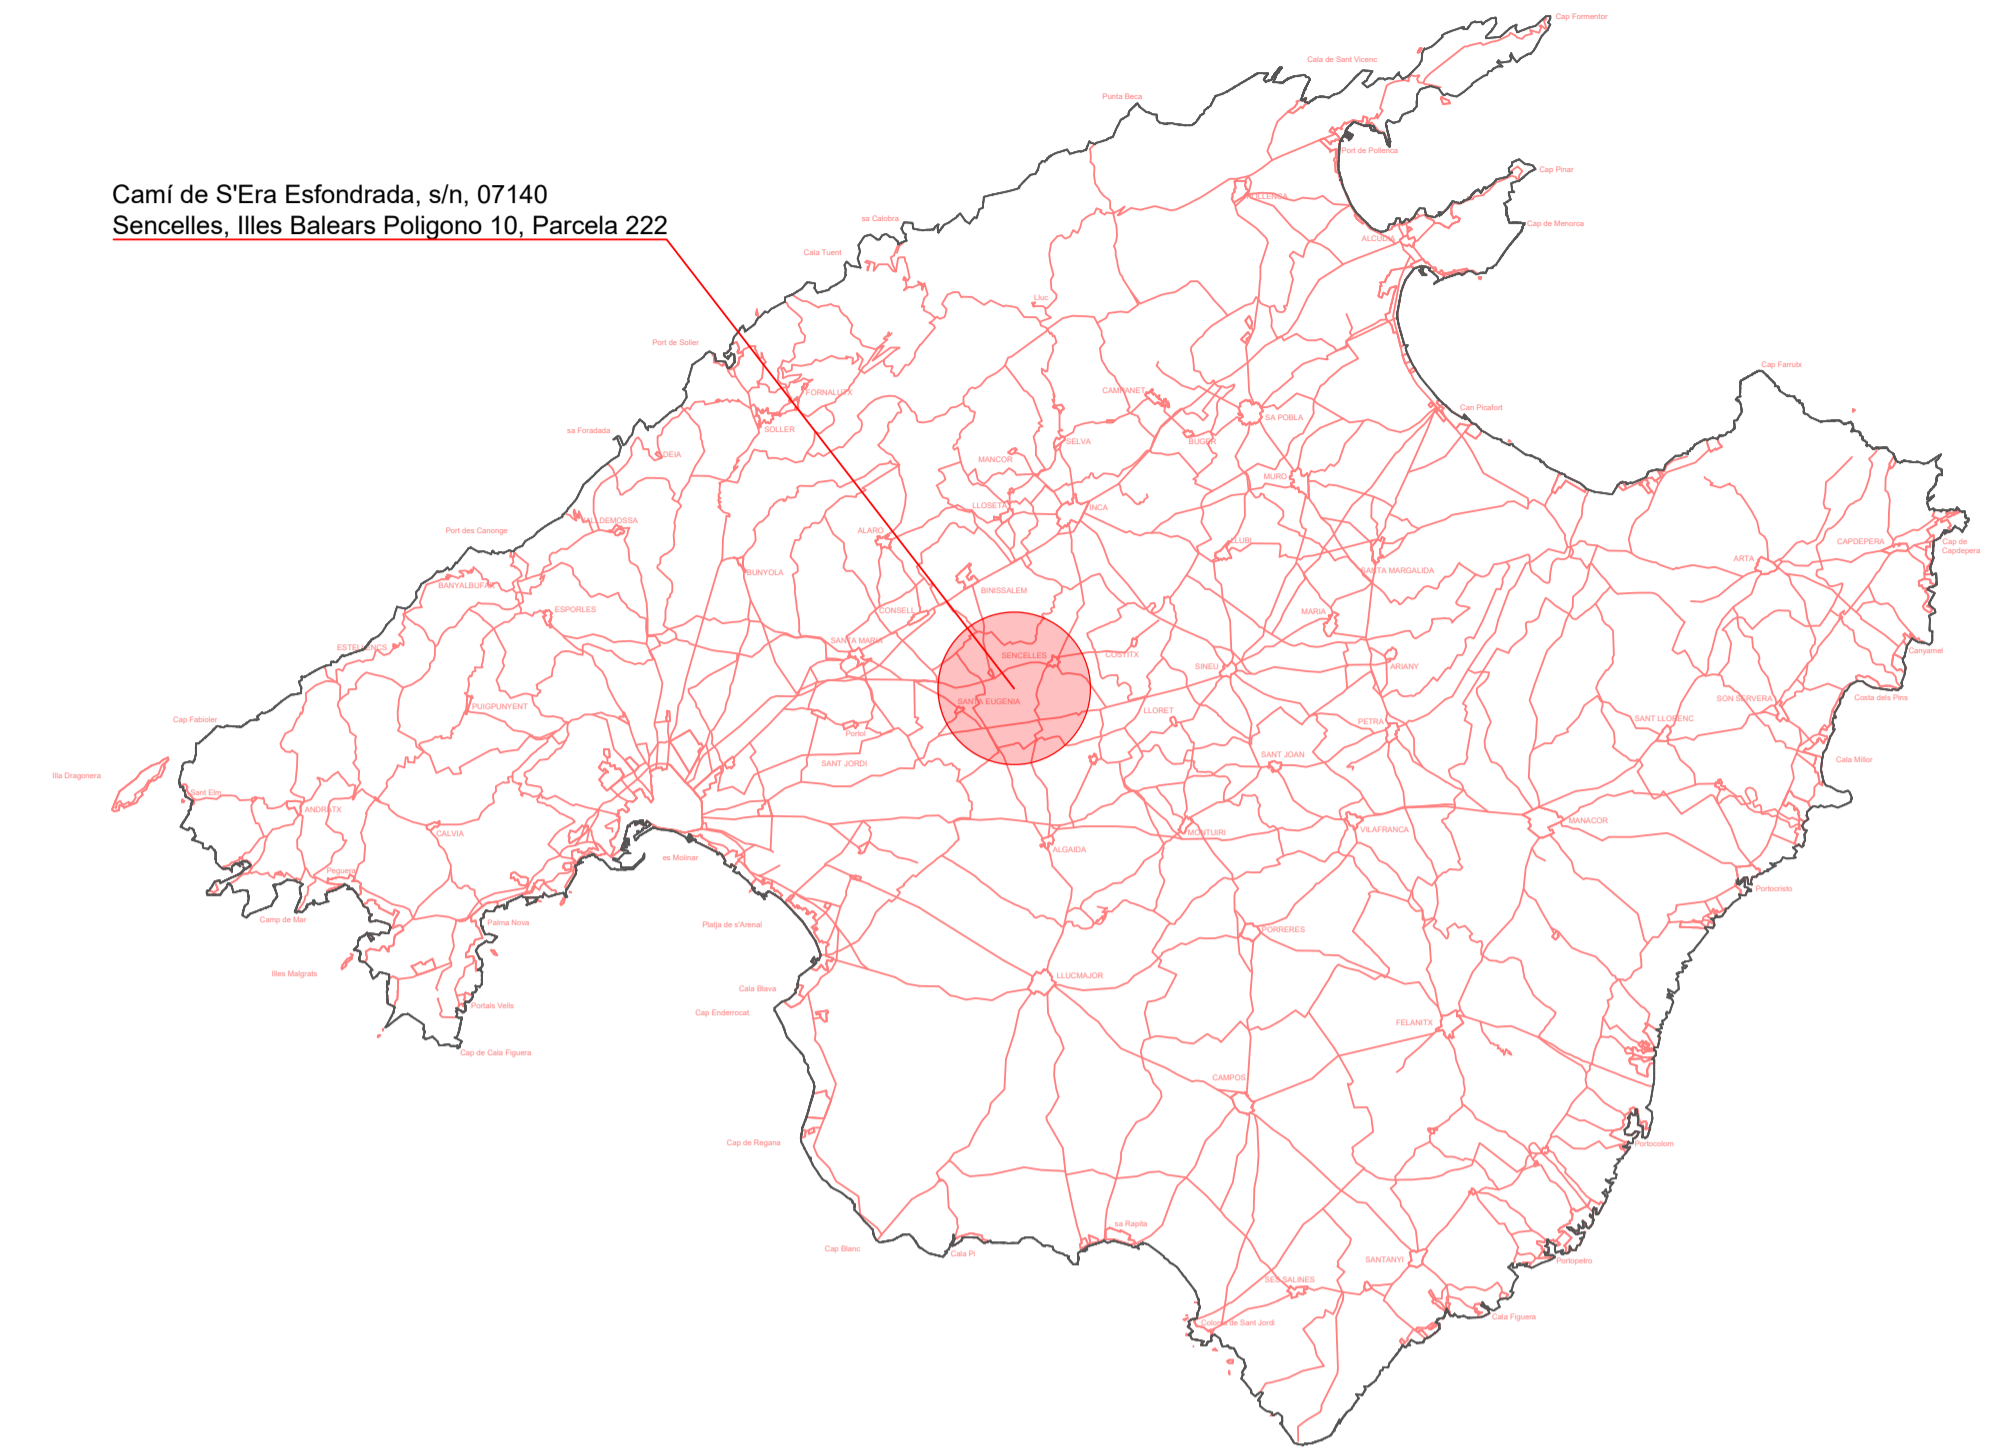 Cap Formentor
Cala de Sant Vicenc
Punta Beca
Port de Pollenca
Cap Pinar
Camí de S'Era Esfondrada, s/n, 07140
Sencelles, Illes Balears Poligono 10, Parcela 222
POLLENCA
sa Calobra
Cap de Menorca
ALCUDIA
Cala Tuent
Lluc
Port de Soller
Cap Farrutx
FORNALUTX
CAMPANET
Can Picafort
SA POBLA
sa Foradada
SOLLER
SELVA
BUGER
DEIA
MANCOR
MURO
LLOSETA
INCA
VALLDEMOSSA
Port des Canonge
ALARO
LLUBI
CAPDEPERA
Cap de
Capdepera
ARTA
BUNYOLA
SANTA MARGALIDA
BANYALBUFAR
BINISSALEM
ESPORLES
CONSELL
MARIA
ESTELLENCS
SANTA MARIA
SENCELLES
COSTITX
SINEU
ARIANY
Canyamel
PUIGPUNYENT
SANTA EUGENIA
SON SERVERA
Costa dels Pins
LLORET
Cap Fabioler
PETRA
SANT LLORENC
Portol
SANT JORDI
SANT JOAN
Cala Millor
Illa Dragonera
Sant Elm
ANDRATX
CALVIA
MONTUIRI
VILAFRANCA
MANACOR
es Molinar
ALGAIDA
Peguera
Portocristo
Camp de Mar
Palma Nova
Platja de s'Arenal
PORRERES
Illes Malgrats
LLUCMAJOR
Cala Blava
Portals Vells
Cap Enderrocat
FELANITX
Cap de Cala Figuera
CAMPOS
Cap de Regana
Portocolom
sa Rapita
Cap Blanc
Cala Pi
SANTANYI
Portopetro
SES SALINES
Colonia de Sant Jordi
Cala Figuera